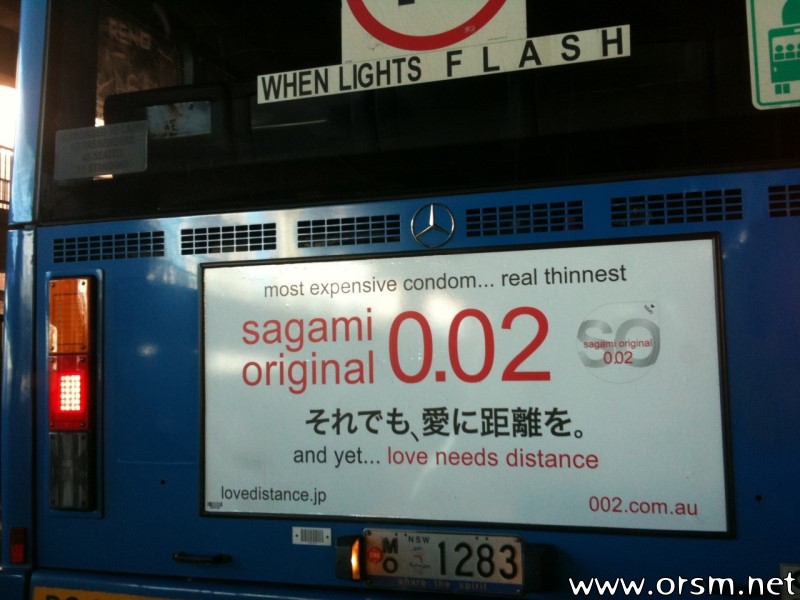 WHEN LIGHTS FLASH
most expensive condom... real thinnest
sagami
original
0.02
SO
sagami original
0.02
それでも、愛に距離を。
and yet... love needs distance
lovedistance.jp
002.com.au
NSW
MO 1283
www.orsm.net